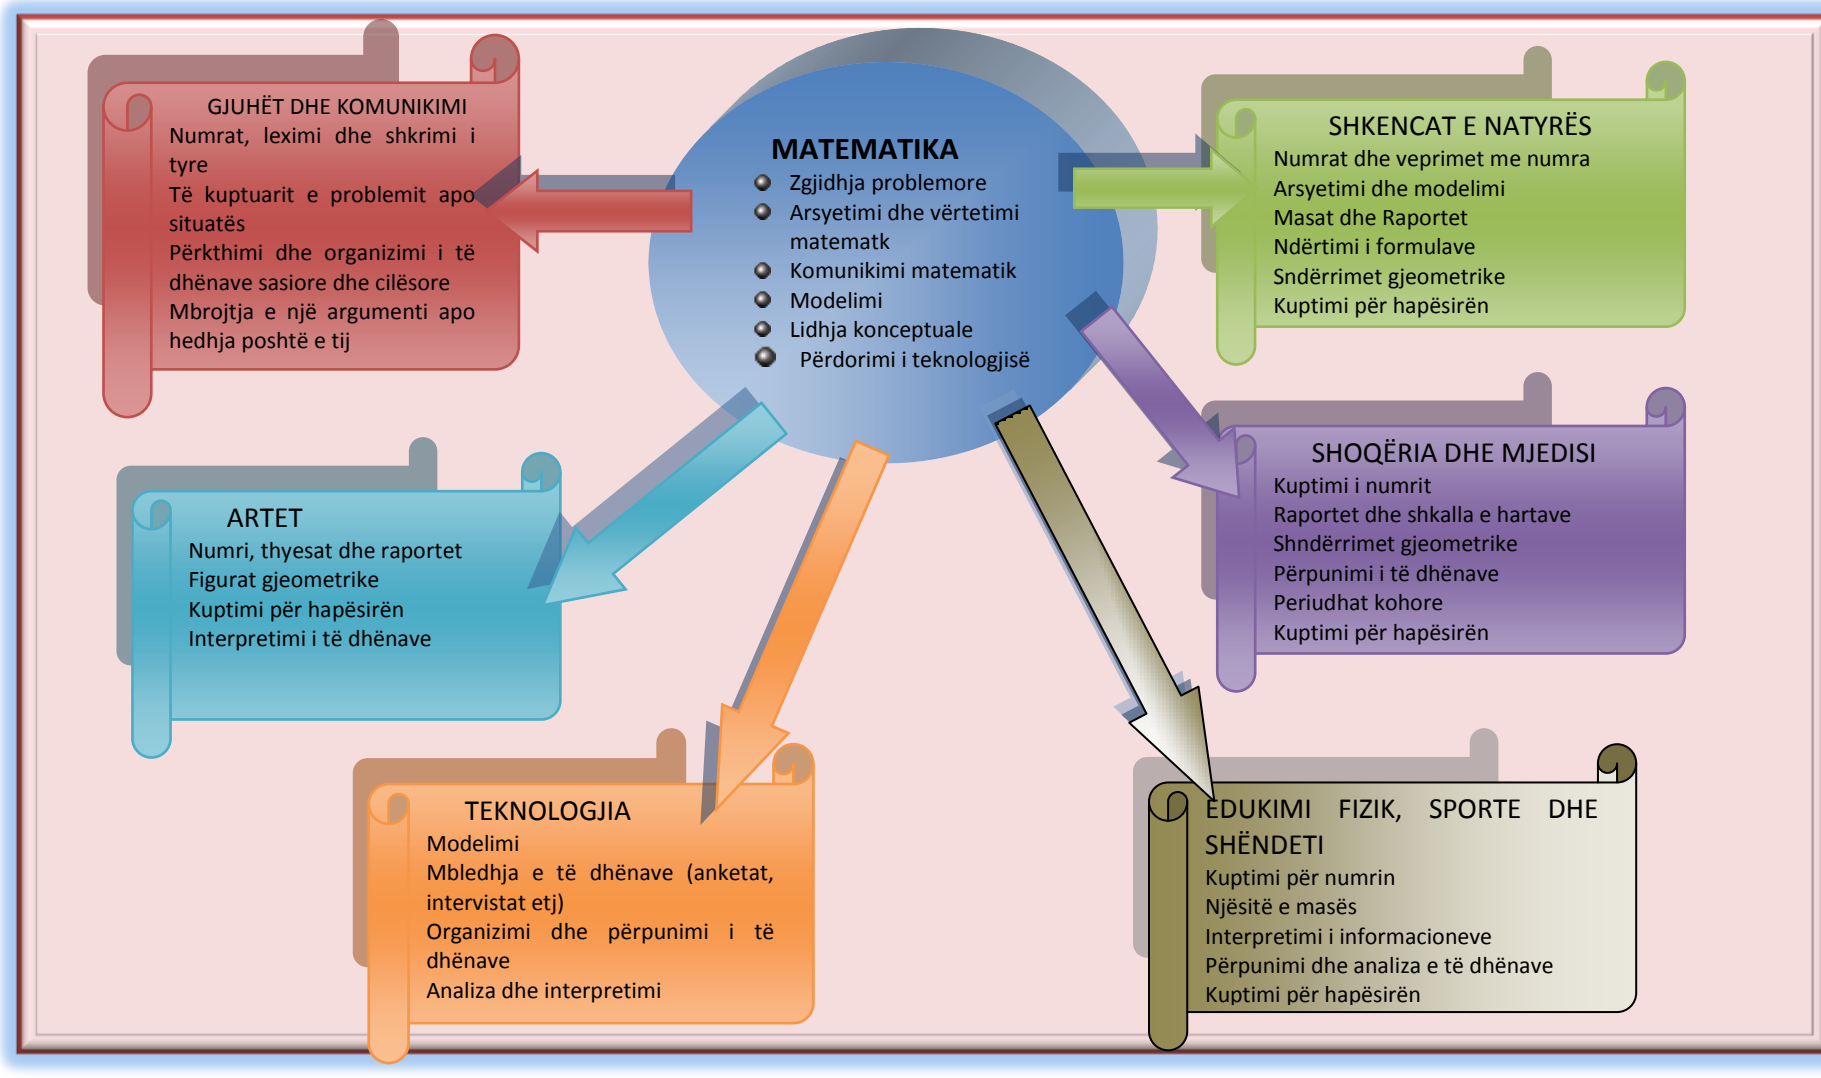 GJUHËT DHE KOMUNIKIMI
Numrat, leximi dhe shkrimi i
tyre
Të kuptuarit e problemit apo
situatës
Përkthimi dhe organizimi i të
dhënave sasiore dhe cilësore
Mbrojtja e një argumenti apo
hedhja poshtë e tij
MATEMATIKA
Zgjidhja problemore
Arsyetimi dhe vërtetimi
matematk
Komunikimi matematik
Modelimi
Lidhja konceptuale
Përdorimi i teknologjisë
SHKENCAT E NATYRËS
Numrat dhe veprimet me numra
Arsyetimi dhe modelimi
Masat dhe Raportet
Ndërtimi i formulave
Sndërrimet gjeometrike
Kuptimi për hapësirën
ARTET
Numri, thyesat dhe raportet
Figurat gjeometrike
Kuptimi për hapësirën
Interpretimi i të dhënave
SHOQËRIA DHE MJEDISI
Kuptimi i numrit
Raportet dhe shkalla e hartave
Shndërrimet gjeometrike
Përpunimi i të dhënave
Periudhat kohore
Kuptimi për hapësirën
TEKNOLOGJIA
Modelimi
Mbledhja e të dhënave (anketat,
intervistat etj)
Organizimi dhe përpunimi i të
dhënave
Analiza dhe interpretimi
EDUKIMI FIZIK, SPORTE DHE
SHËNDETI
Kuptimi për numrin
Njësitë e masës
Interpretimi i informacioneve
Përpunimi dhe analiza e të dhënave
Kuptimi për hapësirën